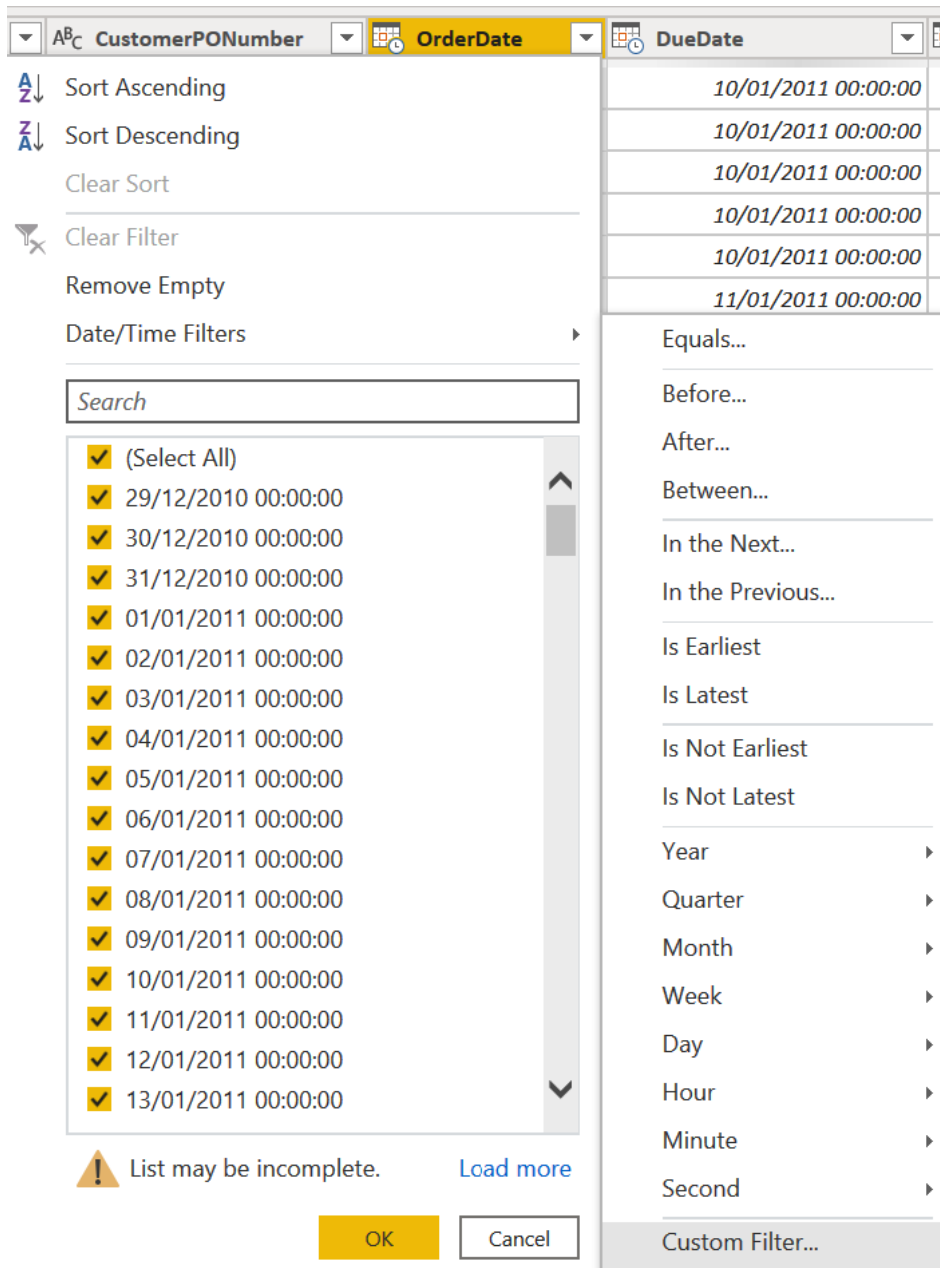 ABC CustomerPONumber OrderDate DueDate
Sort Ascending
Sort Descending
Clear Sort
Clear Filter
Remove Empty
Date/Time Filters
Search
(Select All)
29/12/2010 00:00:00
30/12/2010 00:00:00
31/12/2010 00:00:00
01/01/2011 00:00:00
02/01/2011 00:00:00
03/01/2011 00:00:00
04/01/2011 00:00:00
05/01/2011 00:00:00
06/01/2011 00:00:00
07/01/2011 00:00:00
08/01/2011 00:00:00
09/01/2011 00:00:00
10/01/2011 00:00:00
11/01/2011 00:00:00
12/01/2011 00:00:00
13/01/2011 00:00:00
List may be incomplete. Load more
OK Cancel
10/01/2011 00:00:00
10/01/2011 00:00:00
10/01/2011 00:00:00
10/01/2011 00:00:00
10/01/2011 00:00:00
11/01/2011 00:00:00
Equals...
Before...
After...
Between...
In the Next...
In the Previous...
Is Earliest
Is Latest
Is Not Earliest
Is Not Latest
Year
Quarter
Month
Week
Day
Hour
Minute
Second
Custom Filter...